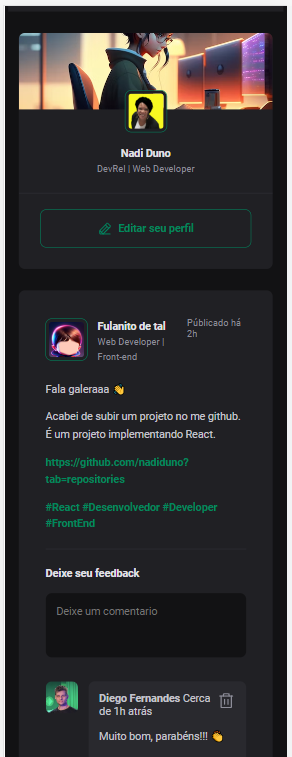 Nadi Duno
DevRel | Web Developer
Editar seu perfil
Fulanito de tal
Web Developer |
Front-end
Públicado há
2h
Fala galeraaa 👋
Acabei de subir um projeto no me github.
É um projeto implementando React.
https://github.com/nadiduno?
tab=repositories
#React #Desenvolvedor #Developer
#FrontEnd
Deixe seu feedback
Deixe um comentario
Diego Fernandes Cerca
de 1h atrás
Muito bom, parabéns!!! 👏